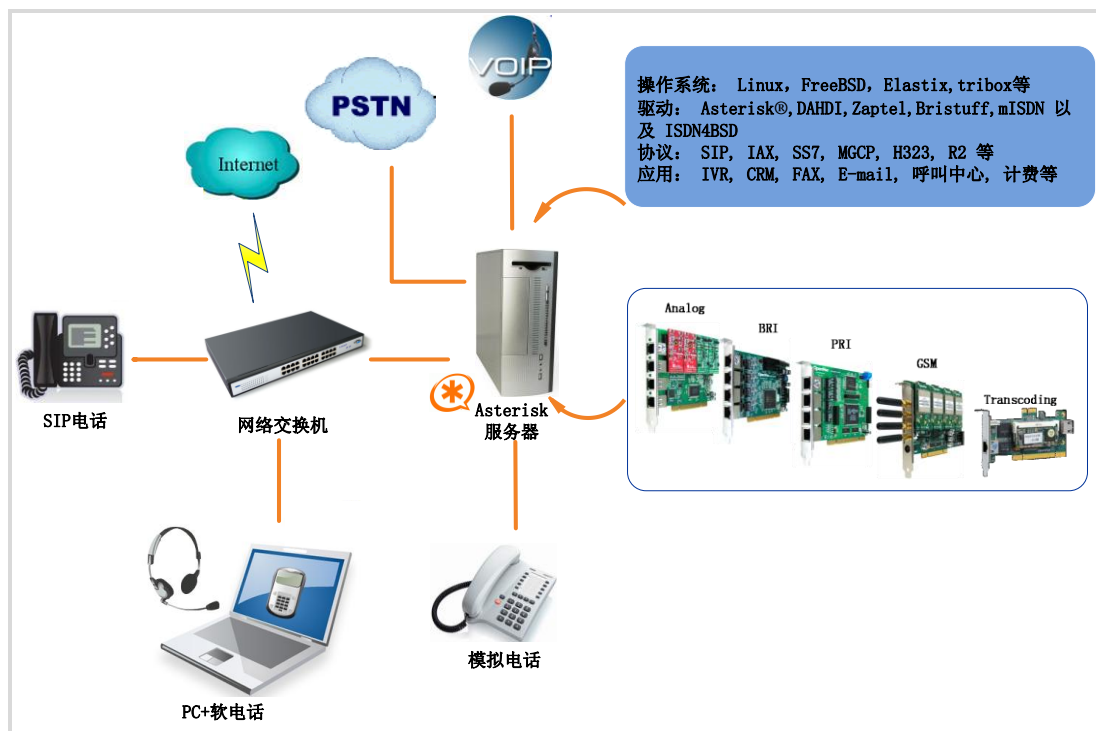 VOIP
PSTN
Internet
操作系统： Linux，FreeBSD，Elastix,tribox等
驱动： Asterisk®,DAHDI,Zaptel,Bristuff,mISDN 以
及 ISDN4BSD
协议： SIP, IAX, SS7, MGCP, H323, R2 等
应用： IVR, CRM, FAX, E-mail, 呼叫中心, 计费等
Analog
BRI
PRI
GSM
Transcoding
SIP电话
网络交换机
Asterisk
服务器
模拟电话
PC+软电话